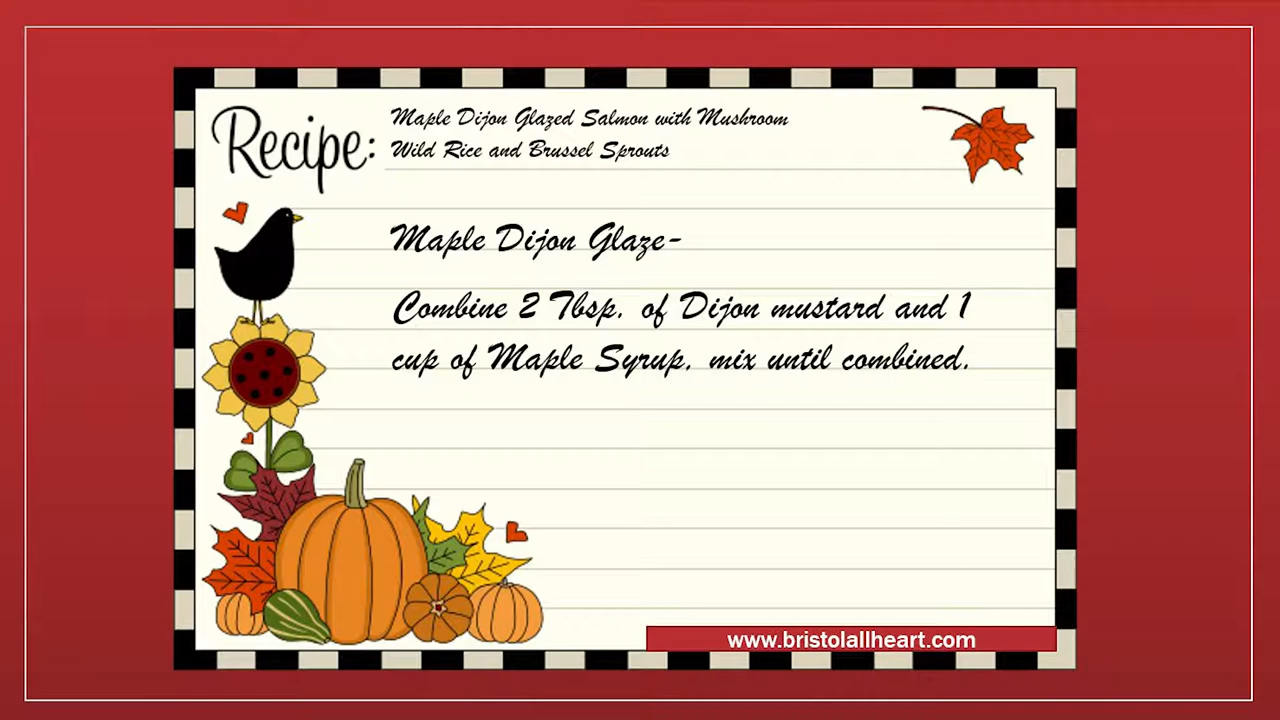 Recipe: Maple Dijon Glazed Salmon with Mushroom
Wild Rice and Brussel Sprouts
Maple Dijon Glaze-
Combine 2 Tbsp. of Dijon mustard and 1
cup of Maple Syrup, mix until combined.
www.bristolallheart.com